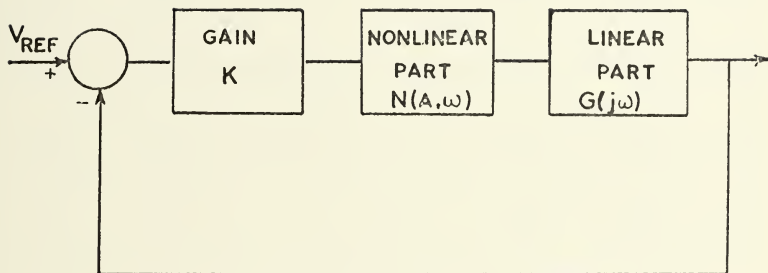 V_REF
+
-
GAIN
K
NONLINEAR
PART
N(A,ω)
LINEAR
PART
G(jω)